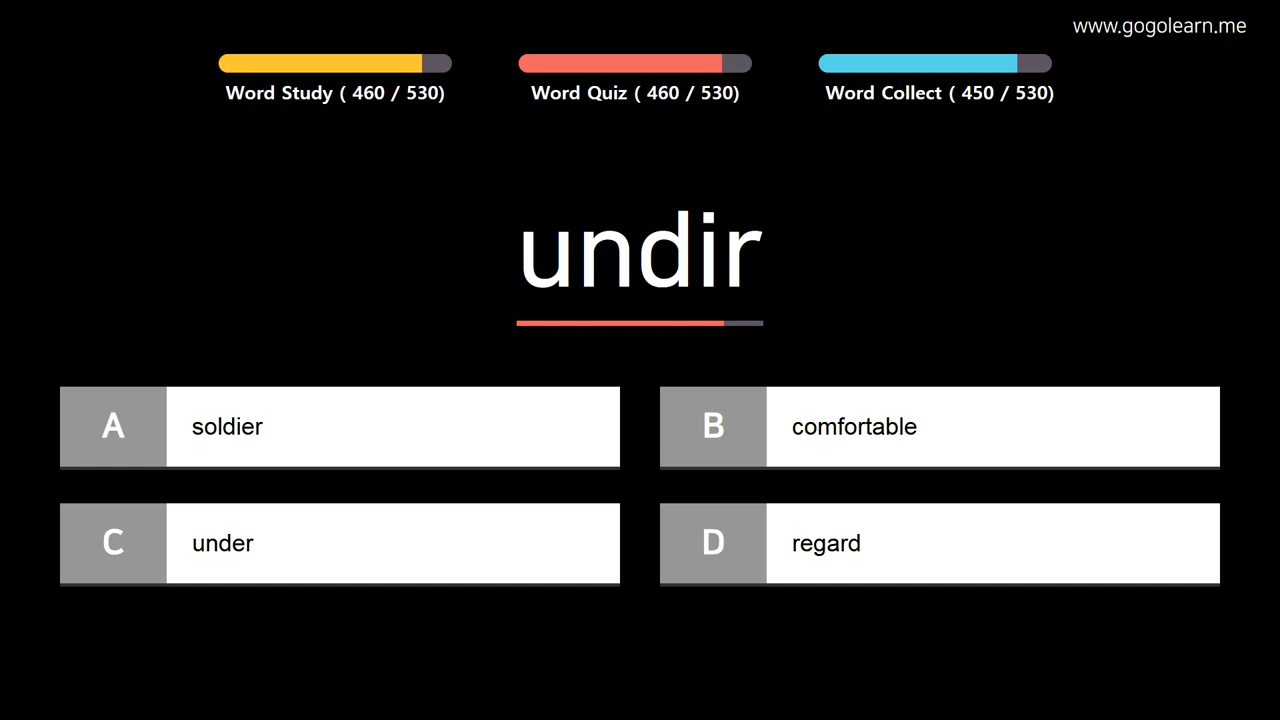 www.gogolearn.me
Word Study ( 460 / 530)
Word Quiz ( 460 / 530)
Word Collect ( 450 / 530)
undir
A soldier
B comfortable
C under
D regard